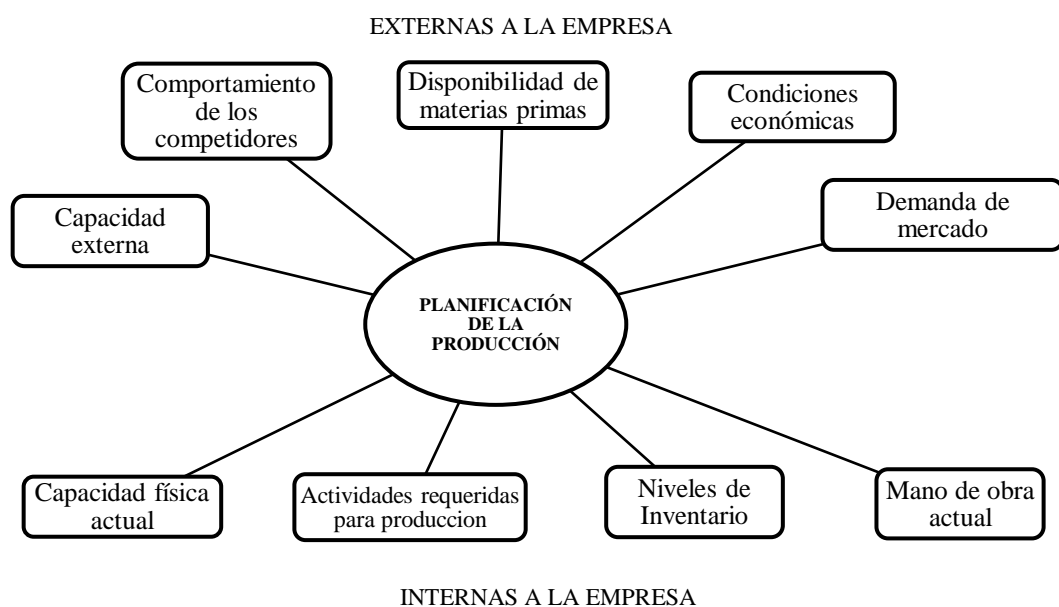 EXTERNAS A LA EMPRESA
Comportamiento
de los
competidores
Disponibilidad de
materias primas
Condiciones
económicas
Capacidad
externa
Demanda de
mercado
PLANIFICACIÓN
DE LA
PRODUCCIÓN
Capacidad física
actual
Actividades requeridas
para produccion
Niveles de
Inventario
Mano de obra
actual
INTERNAS A LA EMPRESA